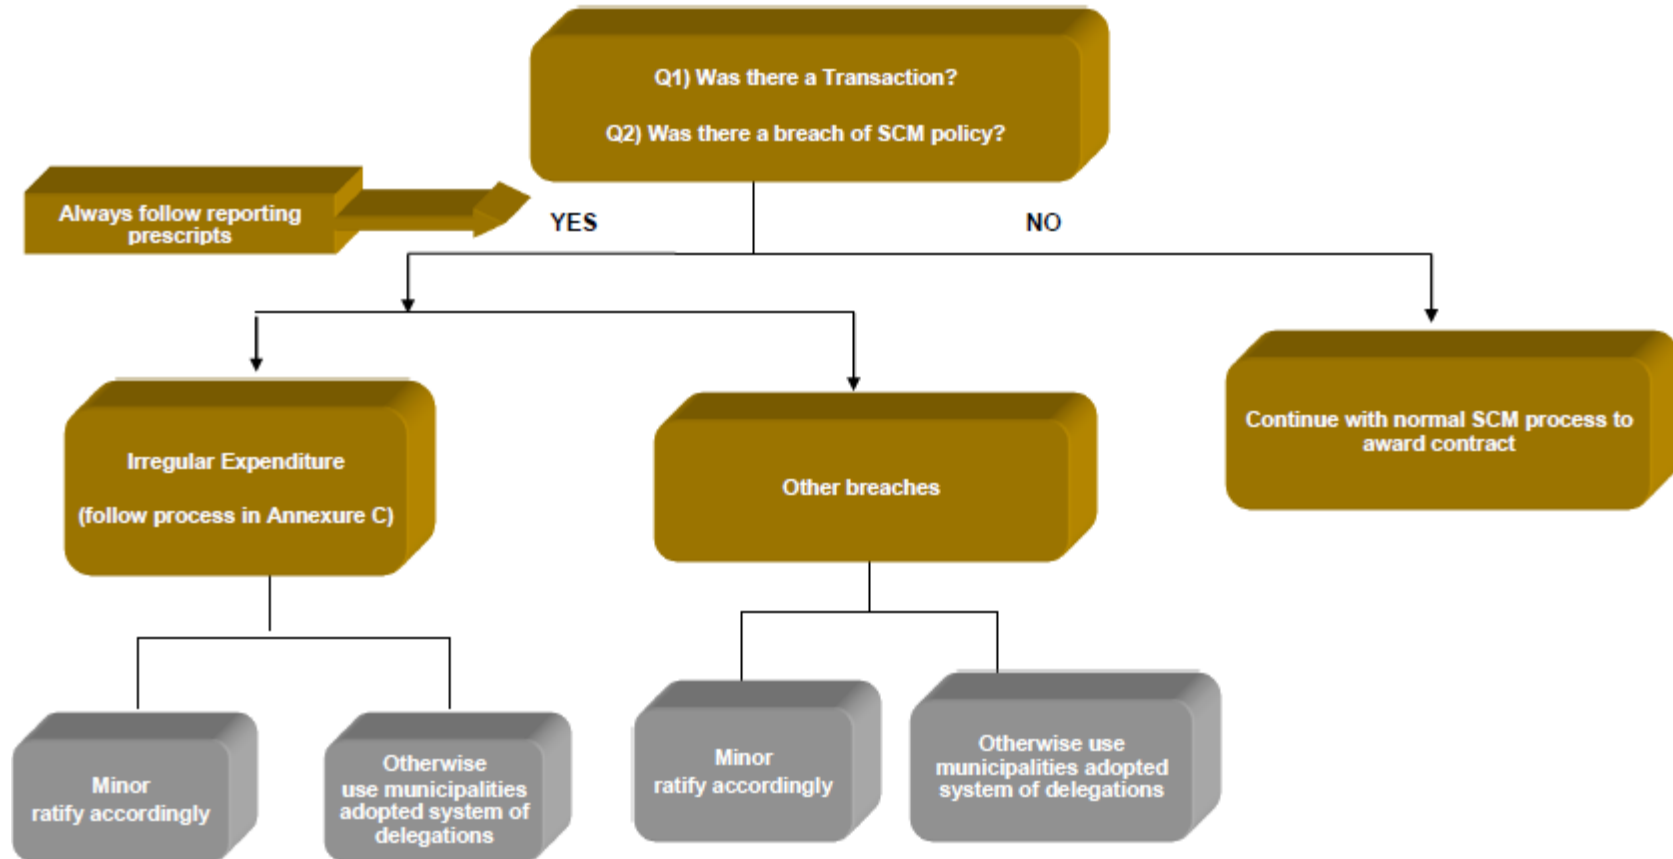 Q1) Was there a Transaction?
Q2) Was there a breach of SCM policy?
Always follow reporting
prescripts
YES
NO
Irregular Expenditure
(follow process in Annexure C)
Other breaches
Continue with normal SCM process to
award contract
Minor
ratify accordingly
Otherwise
use municipalities
adopted system of
delegations
Minor
ratify accordingly
Otherwise use
municipalities adopted
system of delegations